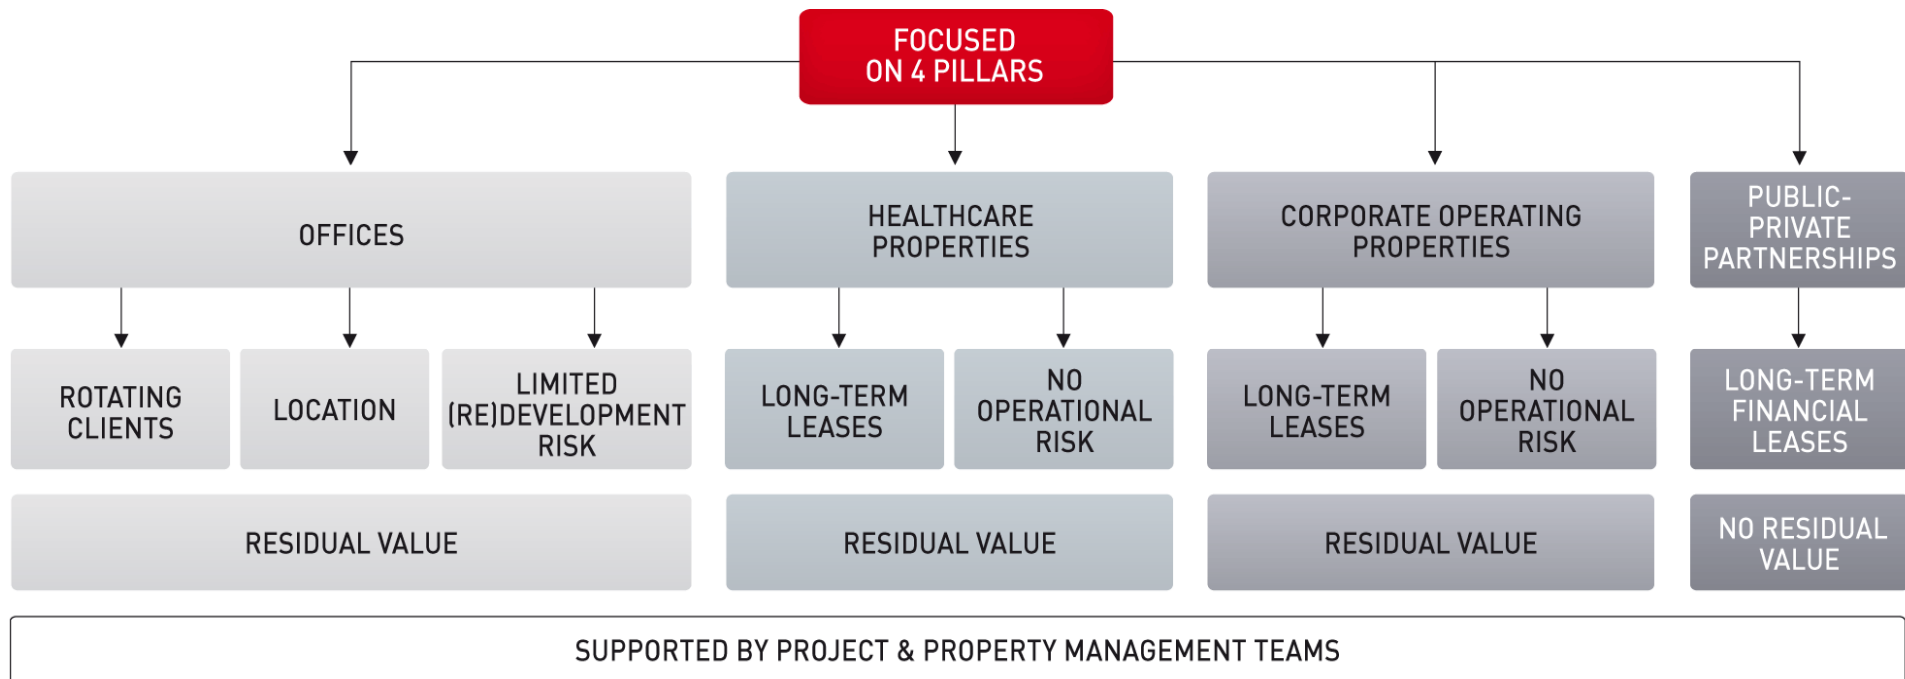 FOCUSED
ON 4 PILLARS
OFFICES
HEALTHCARE
PROPERTIES
CORPORATE OPERATING
PROPERTIES
PUBLIC-
PRIVATE
PARTNERSHIPS
ROTATING
CLIENTS
LOCATION
LIMITED
(RE)DEVELOPMENT
RISK
LONG-TERM
LEASES
NO
OPERATIONAL
RISK
LONG-TERM
LEASES
NO
OPERATIONAL
RISK
LONG-TERM
FINANCIAL
LEASES
RESIDUAL VALUE
RESIDUAL VALUE
RESIDUAL VALUE
NO RESIDUAL
VALUE
SUPPORTED BY PROJECT & PROPERTY MANAGEMENT TEAMS